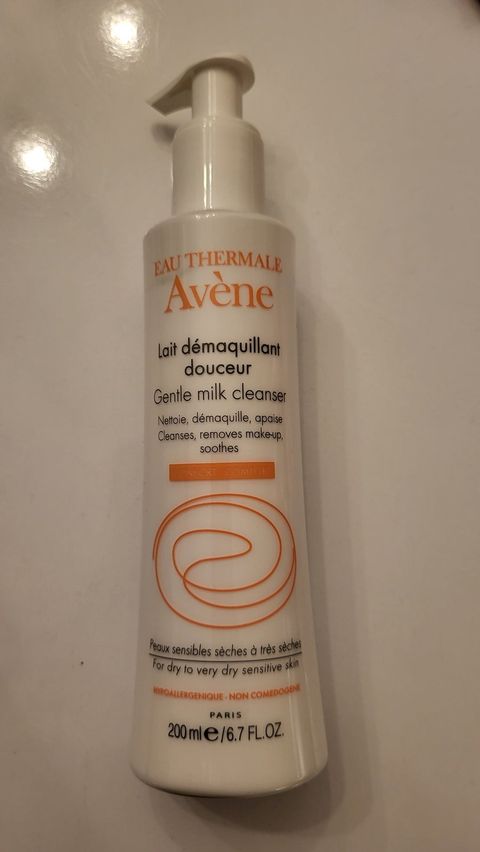 EAU THERMALE
Avène
Lait démaquillant
douceur
Gentle milk cleanser
Nettoie, démaquille, apaise
Cleanses, removes make-up,
soothes
Peaux sensibles sèches à très sèches
For dry to very dry sensitive skin
HYPOALLERGENIQUE - NON COMEDOGENE
PARIS
200 ml e/6.7 FL.OZ.